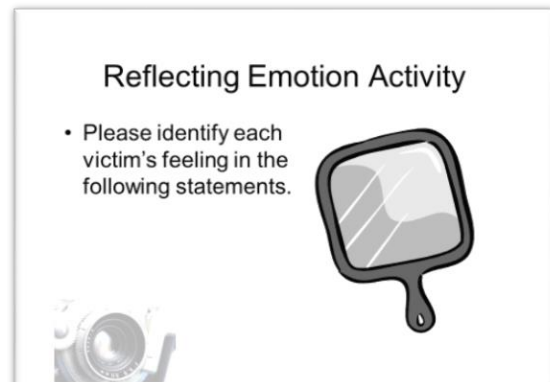 Reflecting Emotion Activity
• Please identify each
victim's feeling in the
following statements.